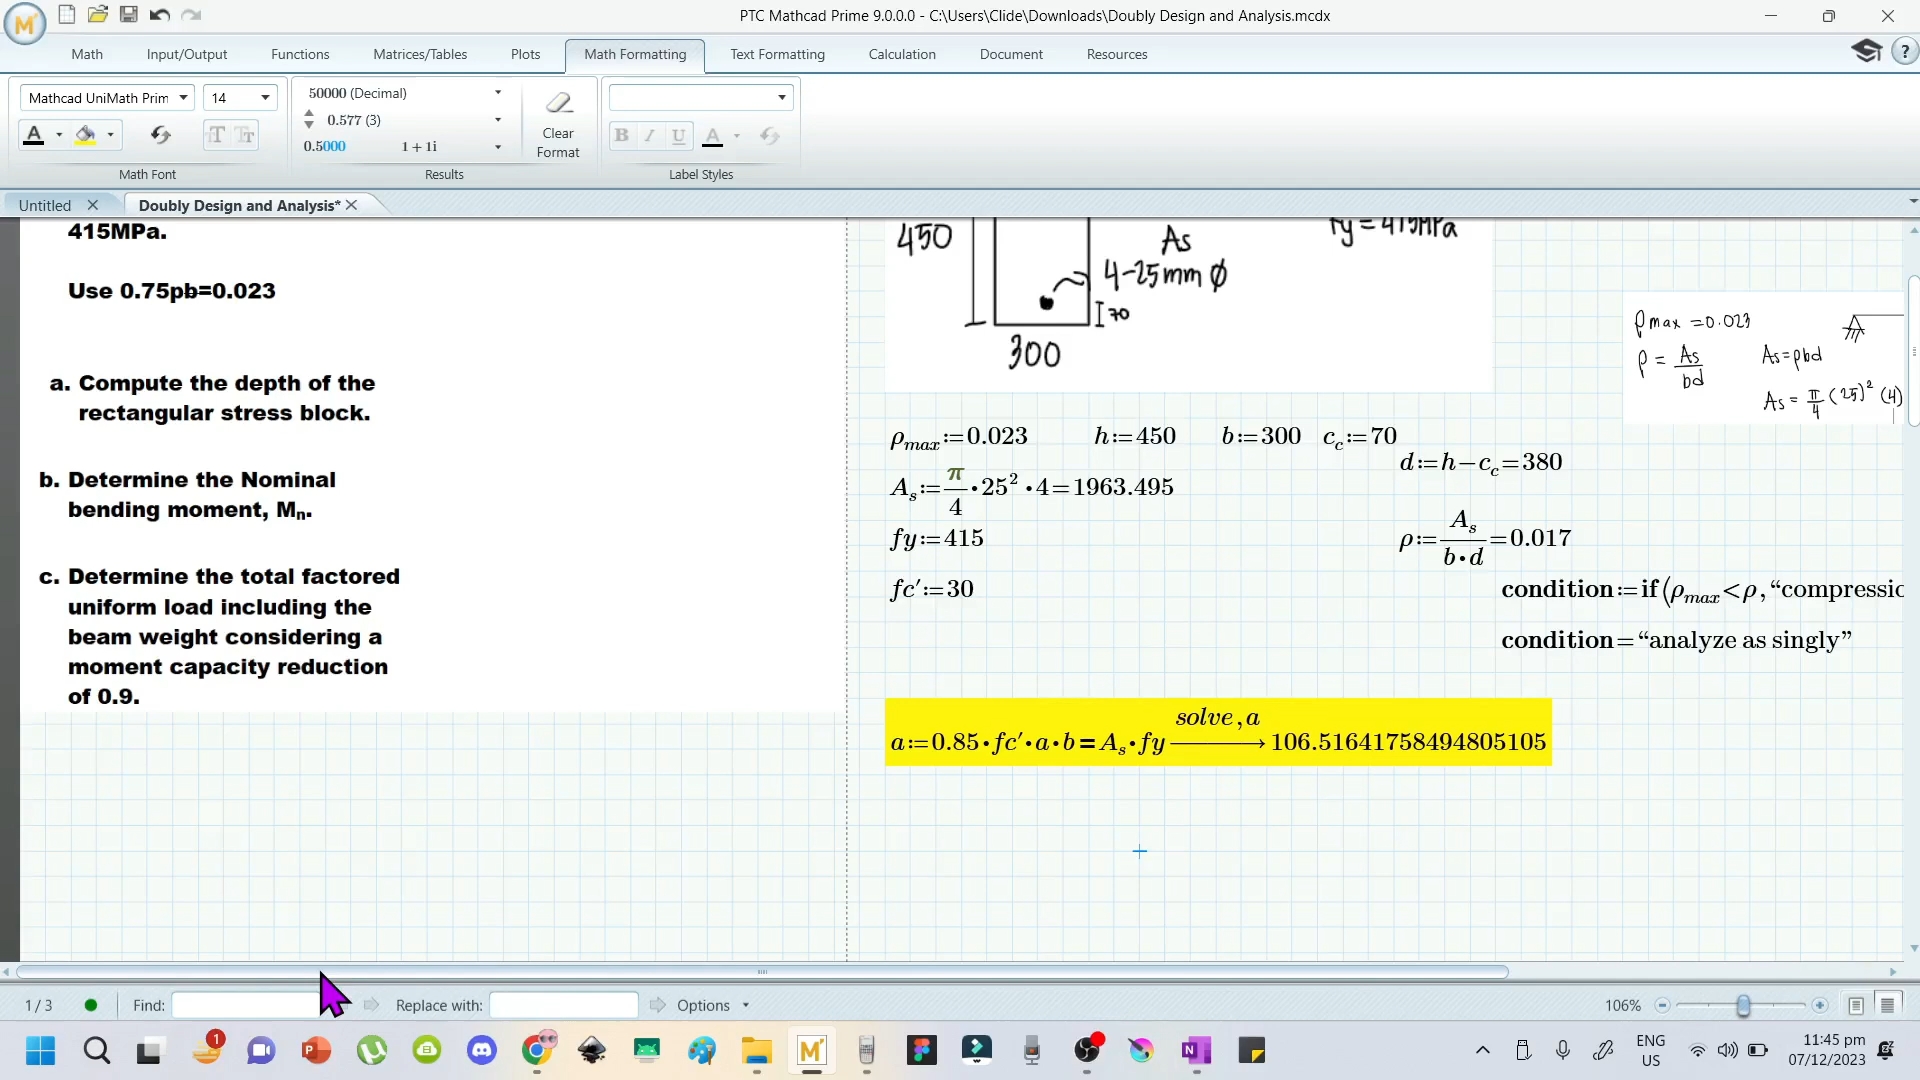 PTC Mathcad Prime 9.0.0.0 - C:\Users\Clide\Downloads\Doubly Design and Analysis.mcdx
Math Input/Output Functions Matrices/Tables Plots Math Formatting Text Formatting Calculation Document Resources
Mathcad UniMath Prim 14
50000 (Decimal)
0.577 (3)
0.5000 1 + 1i
Clear
Format
B I U A
Math Font Results Label Styles
Untitled Doubly Design and Analysis*
415MPa.
Use 0.75pb=0.023
a. Compute the depth of the
rectangular stress block.
b. Determine the Nominal
bending moment, Mn.
c. Determine the total factored
uniform load including the
beam weight considering a
moment capacity reduction
of 0.9.
450
As
4-25mm ϕ
70
300
fy = 415MPa
ρmax = 0.023
ρ = As/bd
As = ρbd
As = π/4 (25)² (4)
ρmax:=0.023 h:=450 b:=300 cc:=70
d:=h−cc=380
As:=π/4•25²•4=1963.495
fy:=415
ρ:=As/(b•d)=0.017
fc′:=30
condition:=if(ρmax<ρ,“compressio
condition=“analyze as singly”
solve,a
a:=0.85•fc′•a•b=As•fy→106.51641758494805105
1 / 3 Find: Replace with: Options 106%
1
ENG
US
11:45 pm
07/12/2023